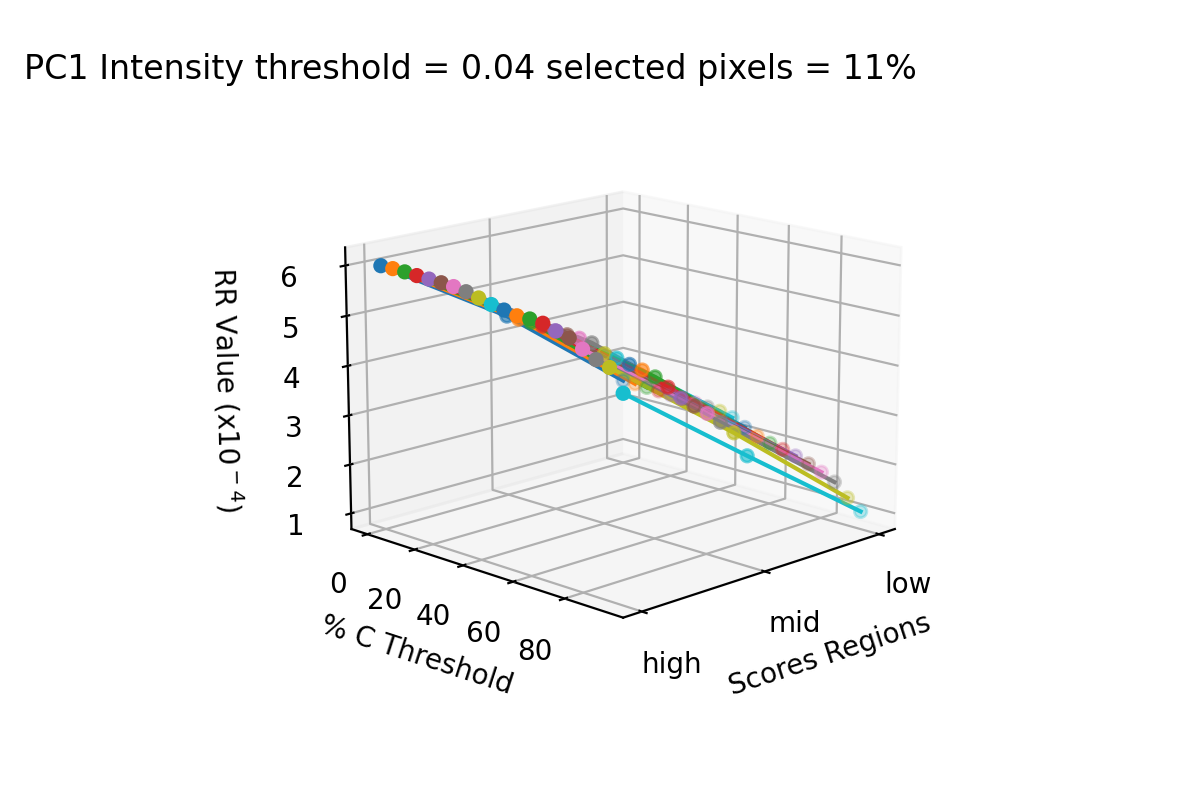 PC1 Intensity threshold = 0.04 selected pixels = 11%
RR Value (x10⁻⁴)
6
5
4
3
2
1
0
20
40
60
80
% C Threshold
low
mid
high
Scores Regions